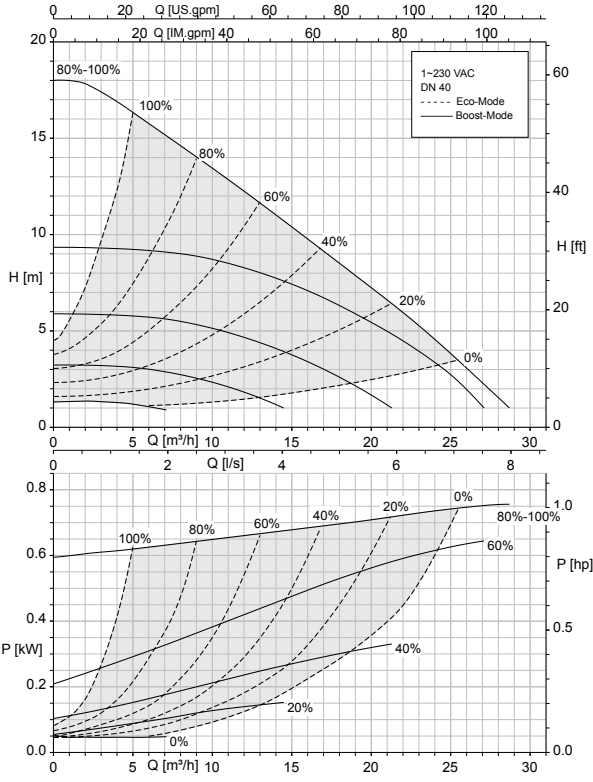 0 20 Q [US.gpm] 60 80 100 120
0 20 Q [IM.gpm] 40 60 80 100
20
80%-100%
1~230 VAC
DN 40
Eco-Mode
Boost-Mode
60
100%
15
80%
60%
40
10
40%
H [m]
H [ft]
20%
20
5
0%
0
0
5 10 15 20 25 30
Q [m³/h]
0 2 4 6 8
Q [l/s]
0.8
0%
20%
40%
60%
80%
100%
80%-100%
1.0
60%
0.6
P [hp]
0.4
0.5
P [kW]
40%
0.2
20%
0%
0.0
0.0
0 5 10 15 20 25 30
Q [m³/h]